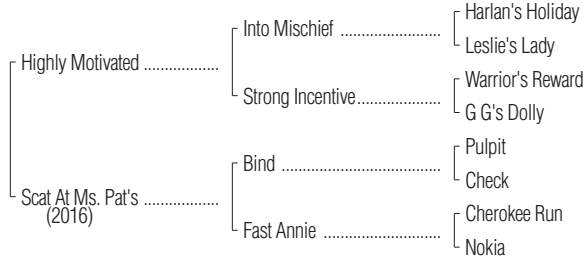 Harlan's Holiday
Into Mischief ....................
Leslie's Lady
Highly Motivated ...............
Warrior's Reward
Strong Incentive.................
G G's Dolly
Pulpit
Bind ................................
Check
Scat At Ms. Pat's ...............
(2016)
Cherokee Run
Fast Annie .......................
Nokia